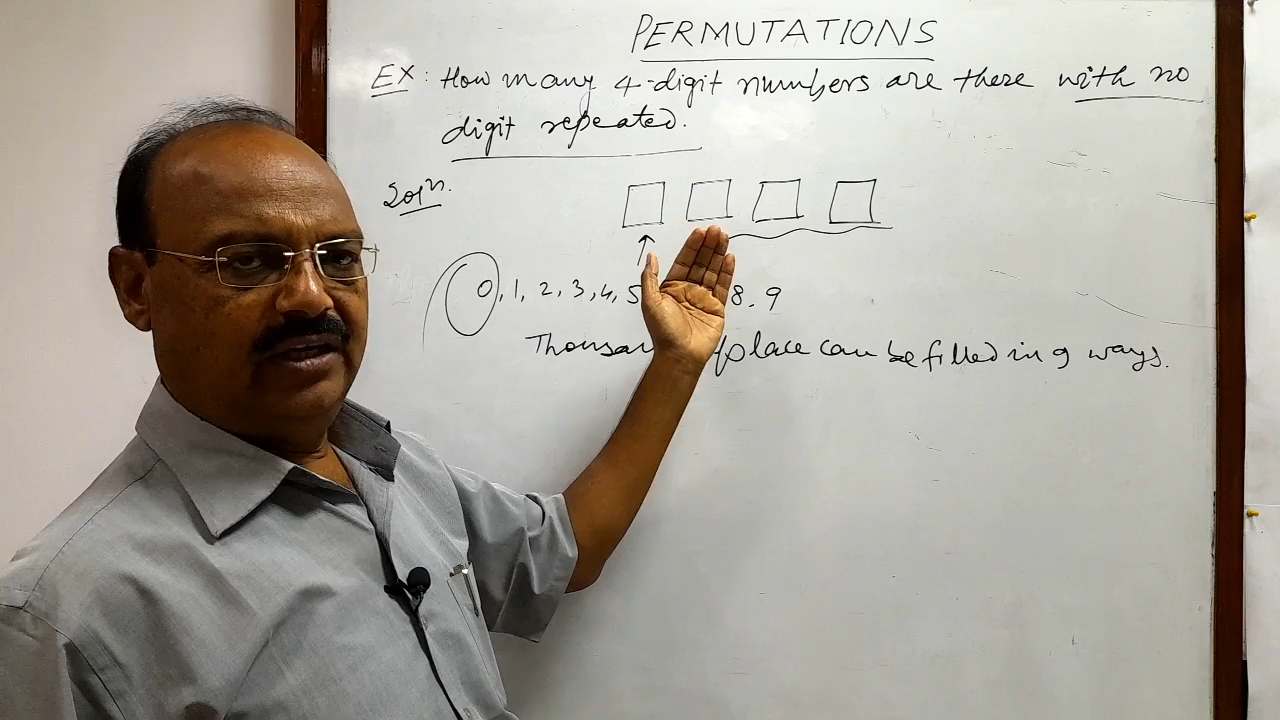 PERMUTATIONS
EX: How many 4-digit numbers are there with no
digit repeated.
Solⁿ.
0, 1, 2, 3, 4, 5 8, 9
place can be filled in 9 ways.